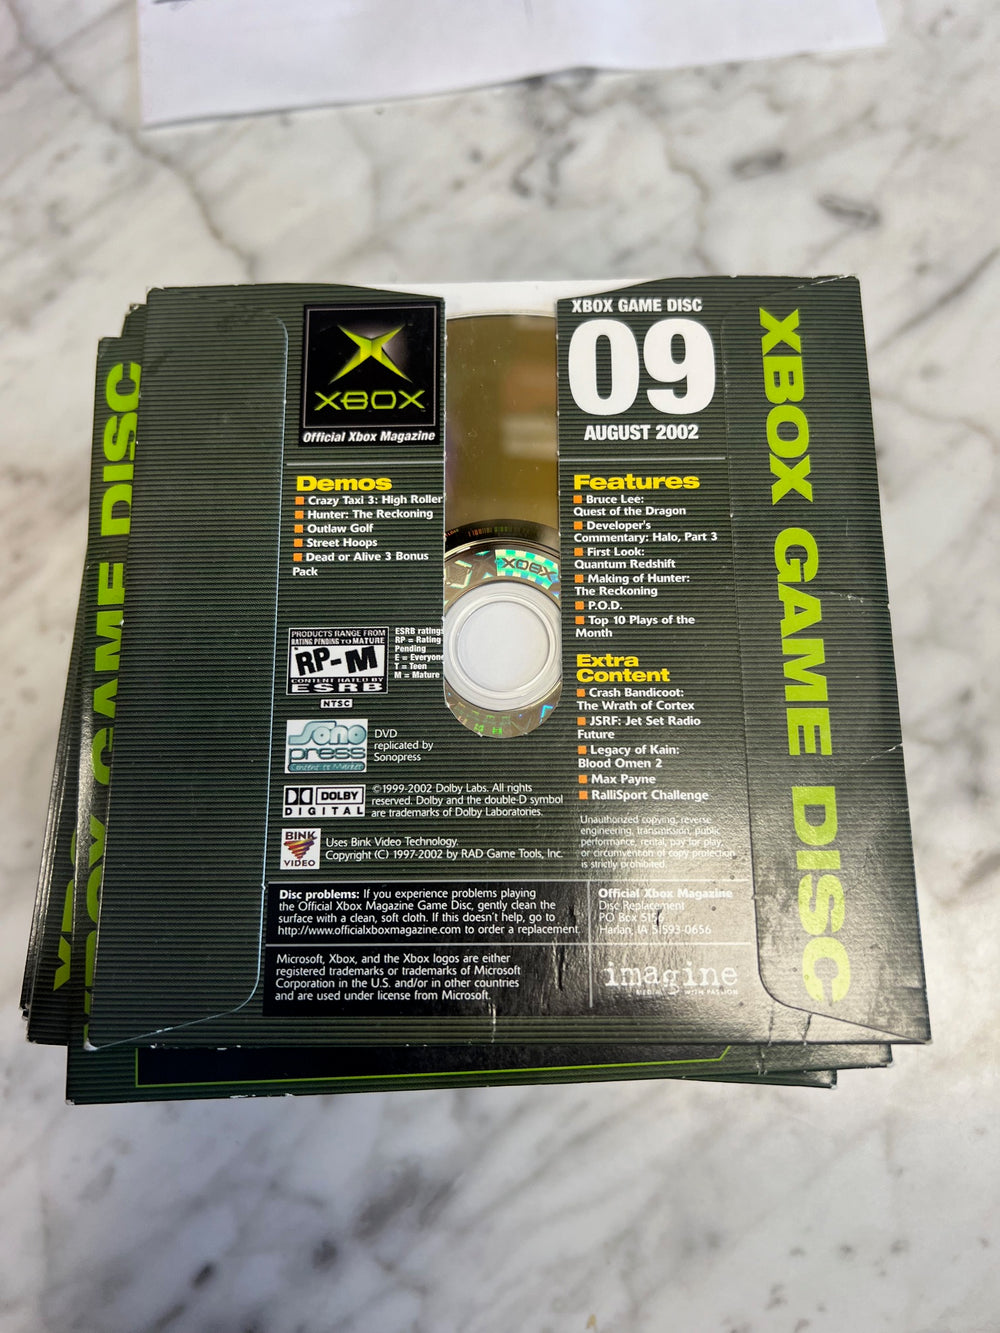 XBOX
Official Xbox Magazine
XBOX GAME DISC
09
AUGUST 2002
Demos
Crazy Taxi 3: High Roller
Hunter: The Reckoning
Outlaw Golf
Street Hoops
Dead or Alive 3 Bonus
Pack
PRODUCTS RANGE FROM
RATING PENDING TO MATURE
RP-M
CONTENT RATED BY
ESRB
ESRB ratings
RP = Rating
Pending
E = Everyone
T = Teen
M = Mature
NTSC
Sono
press
Content to Market
DVD
replicated by
Sonopress
DOLBY
DIGITAL
©1999-2002 Dolby Labs. All rights
reserved. Dolby and the double-D symbol
are trademarks of Dolby Laboratories.
BINK
VIDEO
Uses Bink Video Technology.
Copyright (C) 1997-2002 by RAD Game Tools, Inc.
XBOX
Features
Bruce Lee:
Quest of the Dragon
Developer's
Commentary: Halo, Part 3
First Look:
Quantum Redshift
Making of Hunter:
The Reckoning
P.O.D.
Top 10 Plays of the
Month
Extra
Content
Crash Bandicoot:
The Wrath of Cortex
JSRF: Jet Set Radio
Future
Legacy of Kain:
Blood Omen 2
Max Payne
RalliSport Challenge
Unauthorized copying, reverse
engineering, transmission, public
performance, rental, pay for play,
or circumvention of copy protection
is strictly prohibited.
Disc problems: If you experience problems playing
the Official Xbox Magazine Game Disc, gently clean the
surface with a clean, soft cloth. If this doesn't help, go to
http://www.officialxboxmagazine.com to order a replacement.
Official Xbox Magazine
Disc Replacement
PO Box 5156
Harlan, IA 51593-0656
Microsoft, Xbox, and the Xbox logos are either
registered trademarks or trademarks of Microsoft
Corporation in the U.S. and/or in other countries
and are used under license from Microsoft.
imagine
MEDIA WITH PASSION
XBOX GAME DISC
GAME DISC